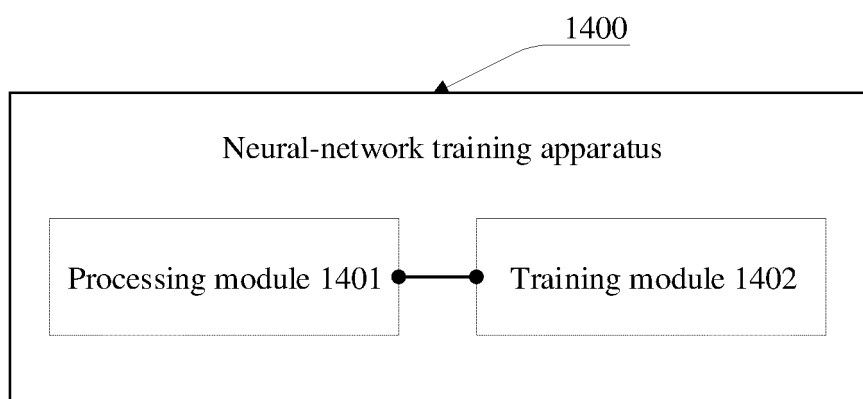 1400
Neural-network training apparatus
Processing module 1401
Training module 1402